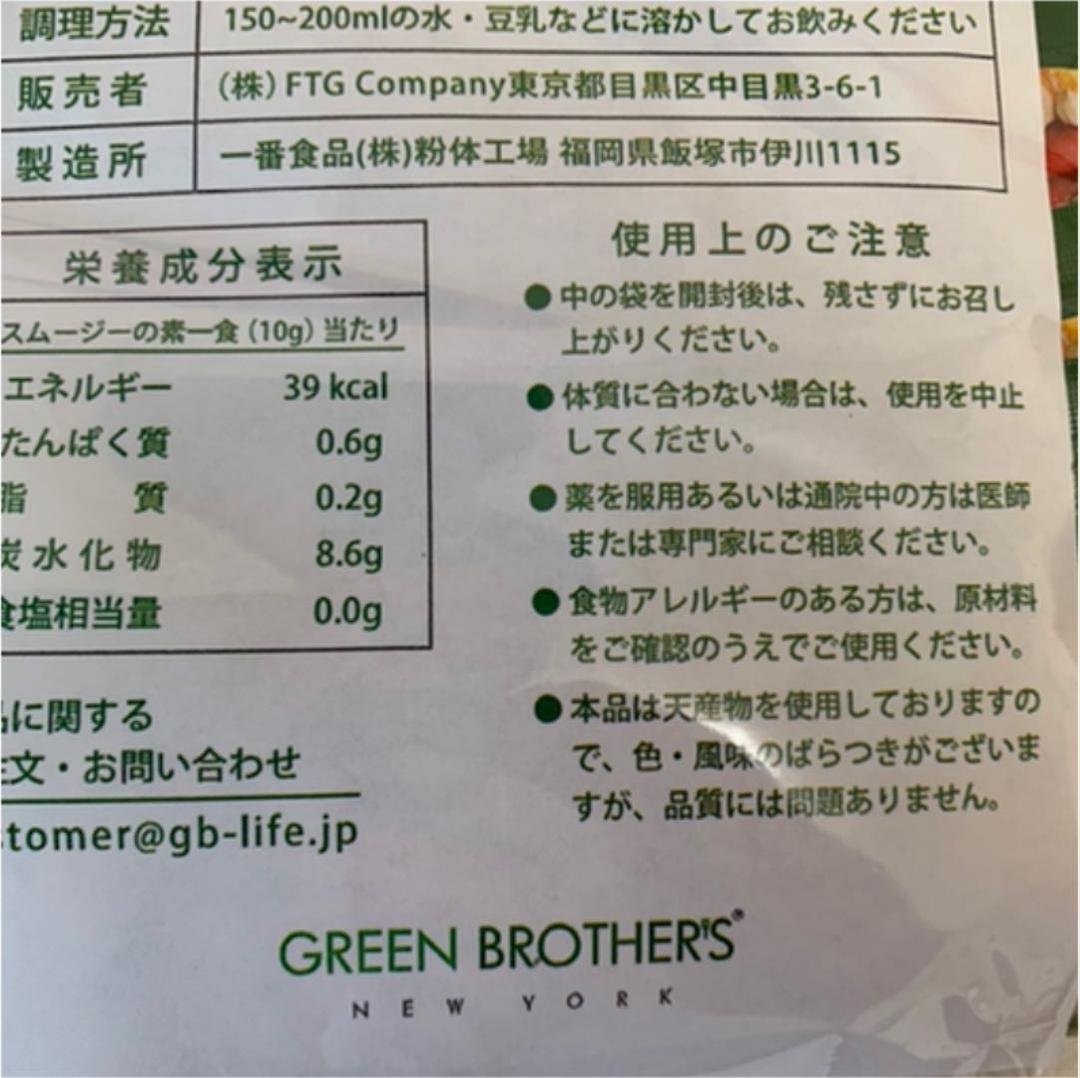 調理方法 150~200mlの水・豆乳などに溶かしてお飲みください
販売者 (株) FTG Company東京都目黒区中目黒3-6-1
製造所 一番食品(株)粉体工場 福岡県飯塚市伊川1115
栄養成分表示
スムージーの素一食 (10g) 当たり
エネルギー 39 kcal
たんぱく質 0.6g
脂質 0.2g
炭水化物 8.6g
食塩相当量 0.0g
に関する
文・お問い合わせ
stomer@gb-life.jp
使用上のご注意
●中の袋を開封後は、残さずにお召し
上がりください。
●体質に合わない場合は、使用を中止
してください。
●薬を服用あるいは通院中の方は医師
または専門家にご相談ください。
●食物アレルギーのある方は、原材料
をご確認のうえでご使用ください。
●本品は天産物を使用しておりますの
で、色・風味のばらつきがございま
すが、品質には問題ありません。
GREEN BROTHER'S®
NEW YORK